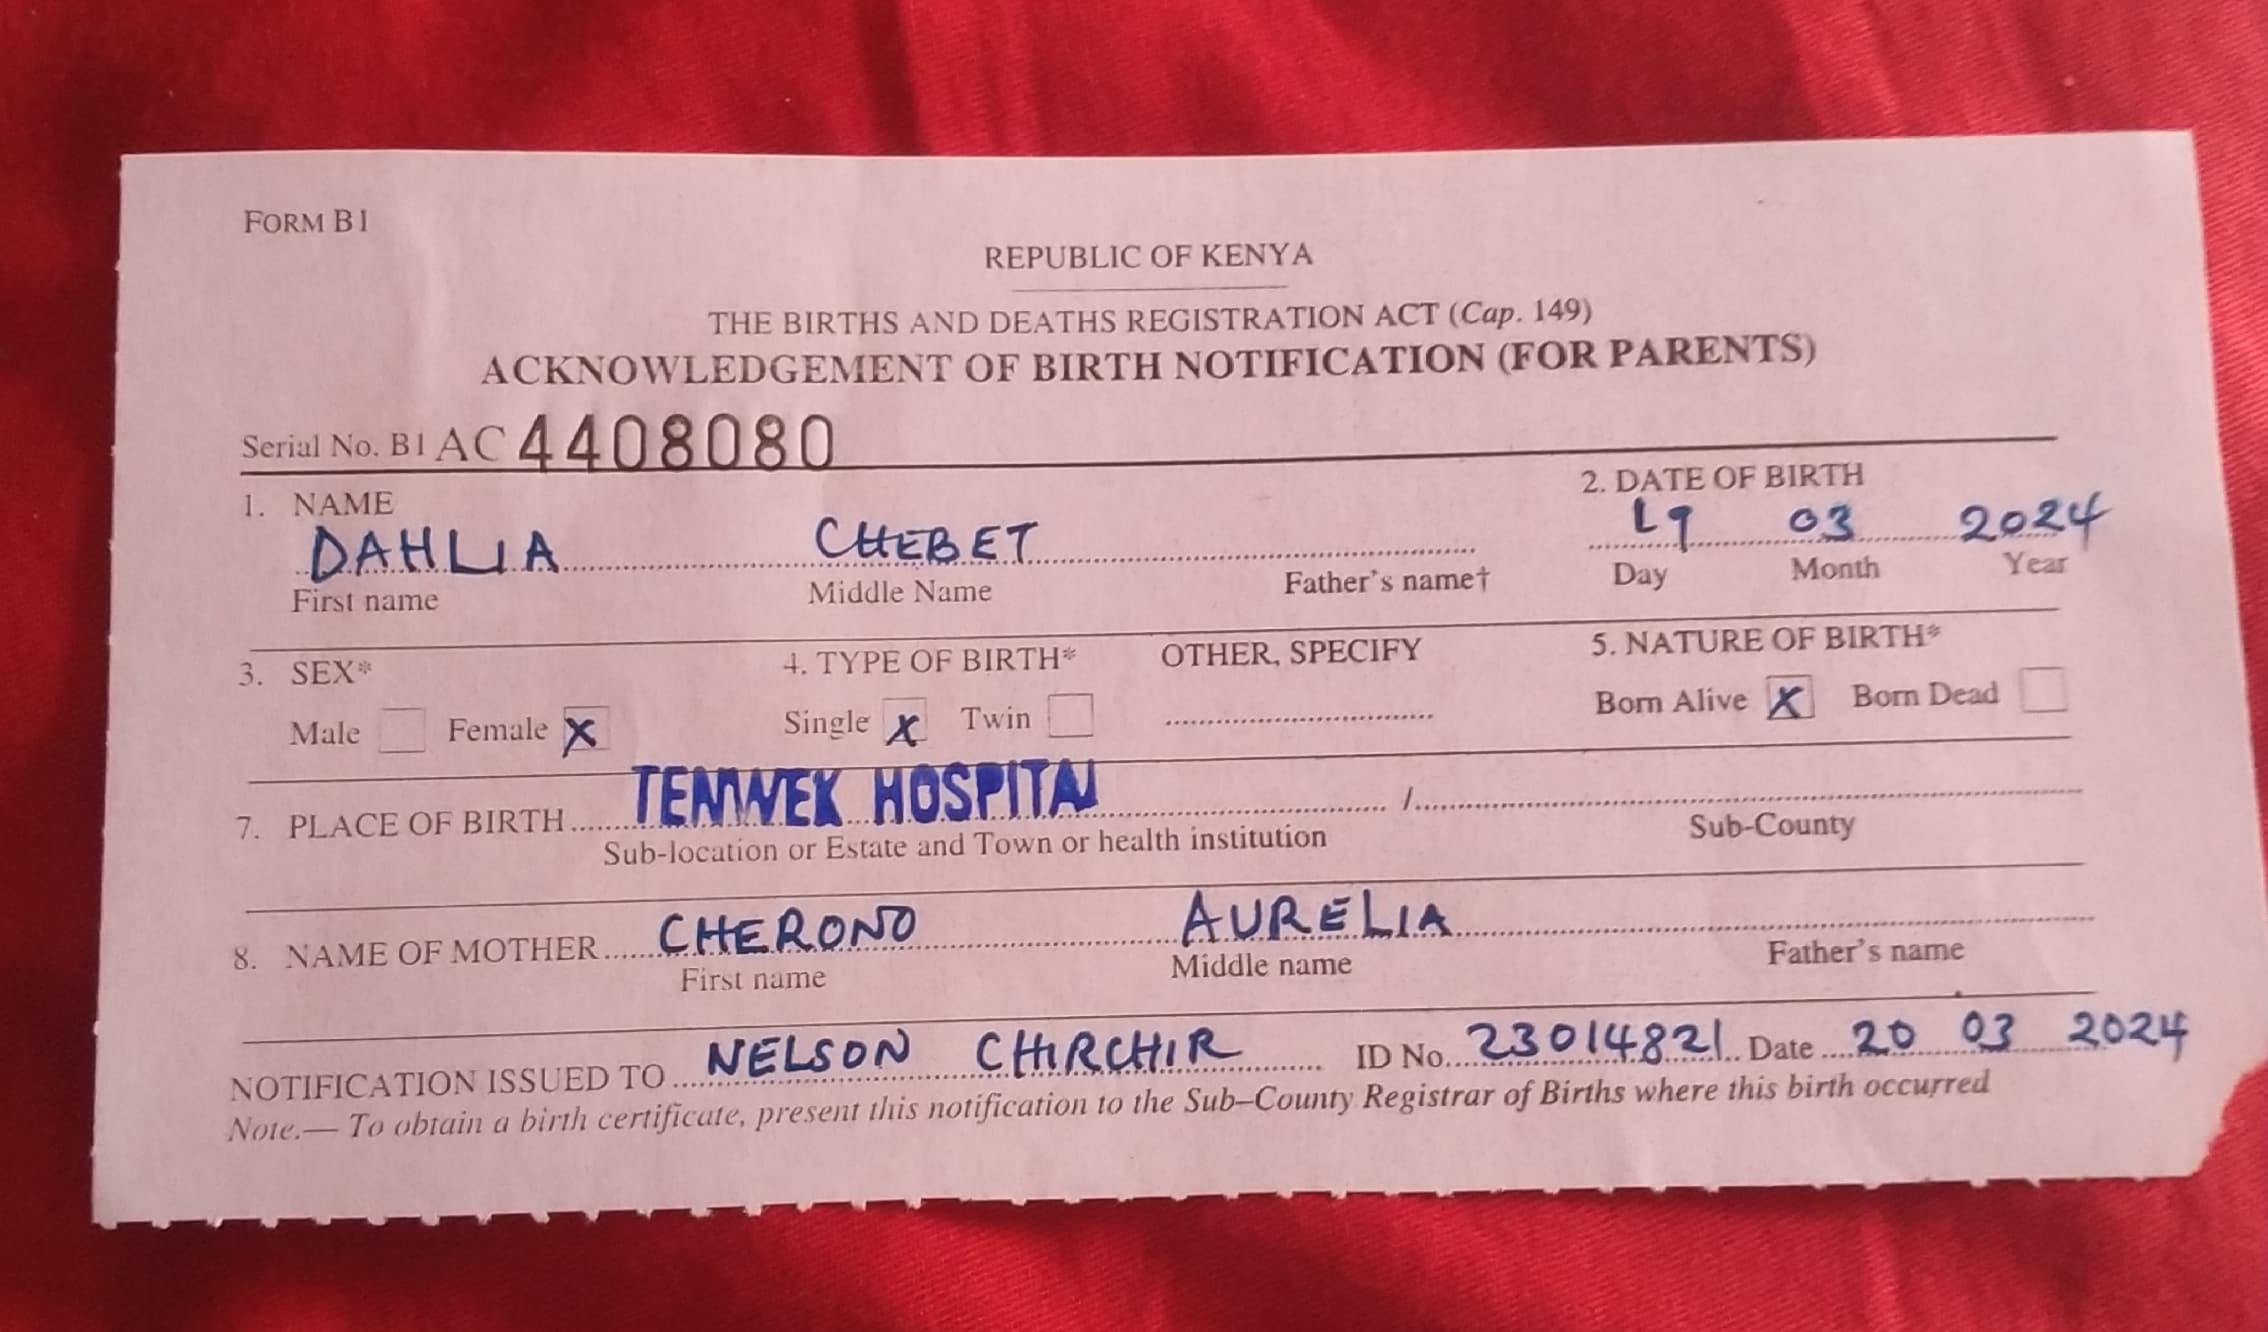 FORM B1
REPUBLIC OF KENYA
THE BIRTHS AND DEATHS REGISTRATION ACT (Cap. 149)
ACKNOWLEDGEMENT OF BIRTH NOTIFICATION (FOR PARENTS)
Serial No. B1 AC 4408080
1. NAME 2. DATE OF BIRTH
DAHLIA CHEBET 19 03 2024
First name Middle Name Father's name† Day Month Year
3. SEX* 4. TYPE OF BIRTH* OTHER, SPECIFY 5. NATURE OF BIRTH*
Male Female X Single X Twin Born Alive X Born Dead
7. PLACE OF BIRTH TENWEK HOSPITAL /
Sub-location or Estate and Town or health institution Sub-County
8. NAME OF MOTHER CHERONO AURELIA
First name Middle name Father's name
NOTIFICATION ISSUED TO NELSON CHIRCHIR ID No. 23014821 Date 20 03 2024
Note.— To obtain a birth certificate, present this notification to the Sub–County Registrar of Births where this birth occurred